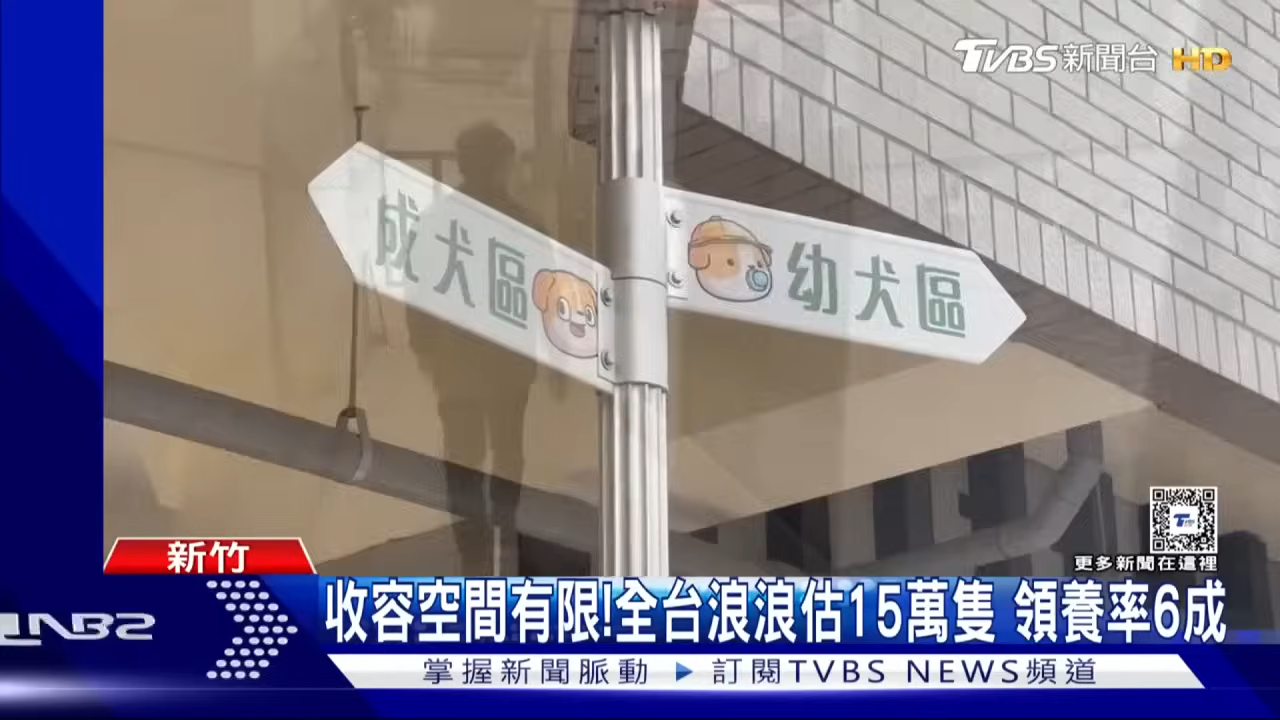 TVBS新聞台 HD
成犬區
幼犬區
更多新聞在這裡
新竹
收容空間有限!全台浪浪估15萬隻 領養率6成
掌握新聞脈動 ▶ 訂閱TVBS NEWS頻道